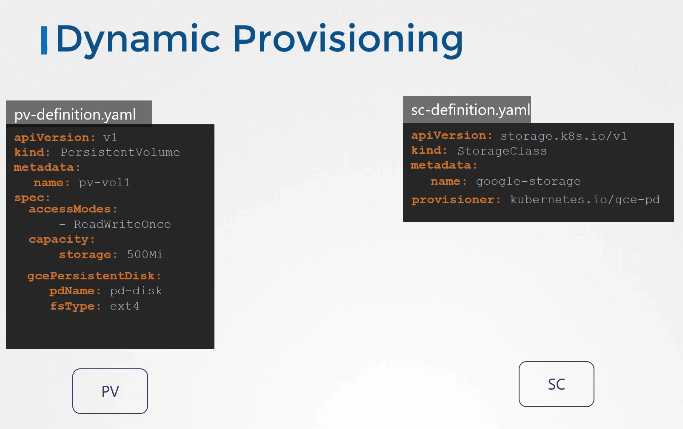 Dynamic Provisioning
pv-definition.yaml
apiVersion: v1
kind: PersistentVolume
metadata:
name: pv-vol1
spec:
accessModes:
- ReadWriteOnce
capacity:
storage: 500Mi
gcePersistentDisk:
pdName: pd-disk
fsType: ext4
PV
sc-definition.yaml
apiVersion: storage.k8s.io/v1
kind: StorageClass
metadata:
name: google-storage
provisioner: kubernetes.io/gce-pd
SC